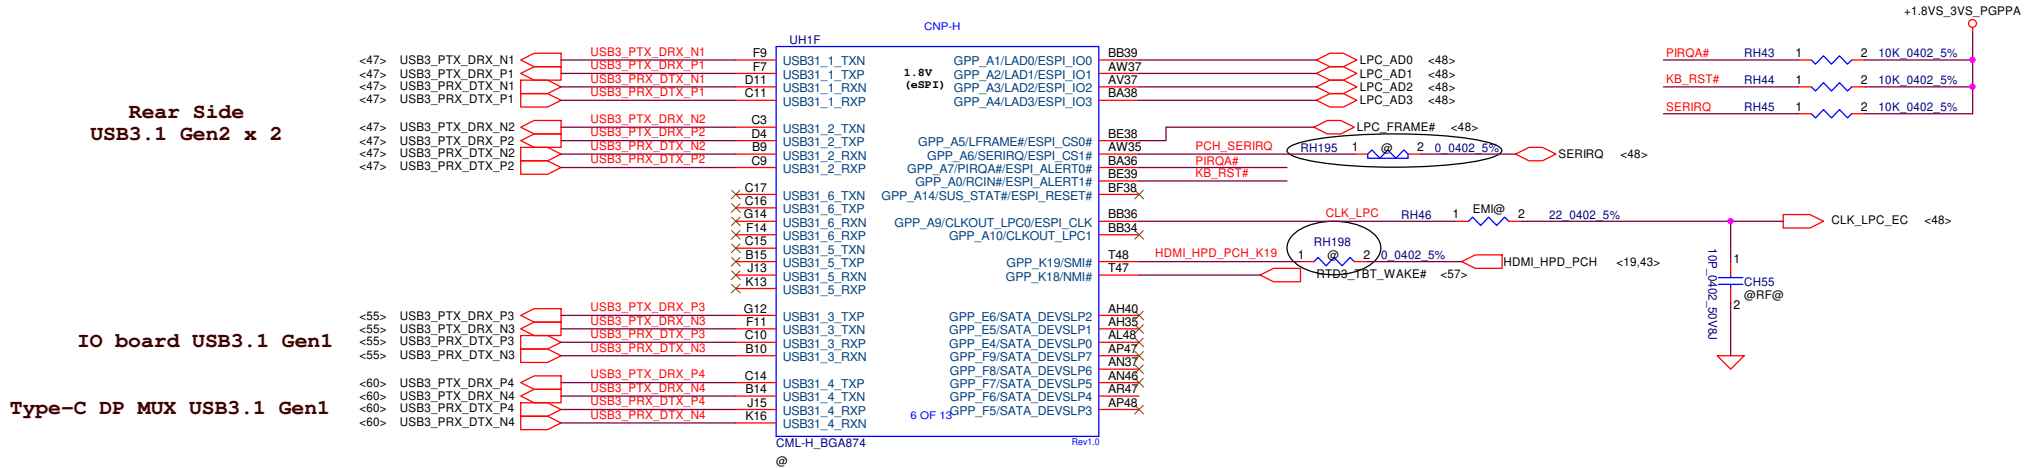 CNP-H
+1.8VS_3VS_PGPPA
UH1F
Rear Side
USB3.1 Gen2 x 2
<47> USB3_PTX_DRX_N1 USB3_PTX_DRX_N1 F9 USB31_1_TXN
<47> USB3_PTX_DRX_P1 USB3_PTX_DRX_P1 F7 USB31_1_TXP
<47> USB3_PRX_DTX_N1 USB3_PRX_DTX_N1 D11 USB31_1_RXN
<47> USB3_PRX_DTX_P1 USB3_PRX_DTX_P1 C11 USB31_1_RXP
<47> USB3_PTX_DRX_N2 USB3_PTX_DRX_N2 C3 USB31_2_TXN
<47> USB3_PTX_DRX_P2 USB3_PTX_DRX_P2 D4 USB31_2_TXP
<47> USB3_PRX_DTX_N2 USB3_PRX_DTX_N2 B9 USB31_2_RXN
<47> USB3_PRX_DTX_P2 USB3_PRX_DTX_P2 C9 USB31_2_RXP
C17 USB31_6_TXN
C16 USB31_6_TXP
G14 USB31_6_RXN
F14 USB31_6_RXP
C15 USB31_5_TXN
B15 USB31_5_TXP
J13 USB31_5_RXN
K13 USB31_5_RXP
IO board USB3.1 Gen1
<55> USB3_PTX_DRX_P3 USB3_PTX_DRX_P3 G12 USB31_3_TXP
<55> USB3_PTX_DRX_N3 USB3_PTX_DRX_N3 F11 USB31_3_TXN
<55> USB3_PRX_DTX_P3 USB3_PRX_DTX_P3 C10 USB31_3_RXP
<55> USB3_PRX_DTX_N3 USB3_PRX_DTX_N3 B10 USB31_3_RXN
Type-C DP MUX USB3.1 Gen1
<60> USB3_PTX_DRX_P4 USB3_PTX_DRX_P4 C14 USB31_4_TXP
<60> USB3_PTX_DRX_N4 USB3_PTX_DRX_N4 B14 USB31_4_TXN
<60> USB3_PRX_DTX_P4 USB3_PRX_DTX_P4 J15 USB31_4_RXP
<60> USB3_PRX_DTX_N4 USB3_PRX_DTX_N4 K16 USB31_4_RXN
1.8V
(eSPI)
GPP_A1/LAD0/ESPI_IO0 BB39 LPC_AD0 <48>
GPP_A2/LAD1/ESPI_IO1 AW37 LPC_AD1 <48>
GPP_A3/LAD2/ESPI_IO2 AV37 LPC_AD2 <48>
GPP_A4/LAD3/ESPI_IO3 BA38 LPC_AD3 <48>
GPP_A5/LFRAME#/ESPI_CS0# BE38 LPC_FRAME# <48>
GPP_A6/SERIRQ/ESPI_CS1# AW35 PCH_SERIRQ RH195 1 @ 2 0_0402_5% SERIRQ <48>
GPP_A7/PIRQA#/ESPI_ALERT0# BA36 PIRQA#
GPP_A0/RCIN#/ESPI_ALERT1# BE39 KB_RST#
GPP_A14/SUS_STAT#/ESPI_RESET# BF38
GPP_A9/CLKOUT_LPC0/ESPI_CLK BB36 CLK_LPC RH46 1 EMI@ 2 22_0402_5% CLK_LPC_EC <48>
GPP_A10/CLKOUT_LPC1 BB34
GPP_K19/SMI# T48 HDMI_HPD_PCH_K19 1 RH198 @ 2 0_0402_5% HDMI_HPD_PCH <19,43>
GPP_K18/NMI# T47 RTD3_TBT_WAKE# <57>
GPP_E6/SATA_DEVSLP2 AH40
GPP_E5/SATA_DEVSLP1 AH35
GPP_E4/SATA_DEVSLP0 AL48
GPP_F9/SATA_DEVSLP7 AP47
GPP_F8/SATA_DEVSLP6 AN37
GPP_F7/SATA_DEVSLP5 AN46
GPP_F6/SATA_DEVSLP4 AR47
GPP_F5/SATA_DEVSLP3 AP48
6 OF 13
CML-H_BGA874
Rev1.0
@
PIRQA# RH43 1 2 10K_0402_5%
KB_RST# RH44 1 2 10K_0402_5%
SERIRQ RH45 1 2 10K_0402_5%
10P_0402_50V8J
1
CH55
@RF@
2